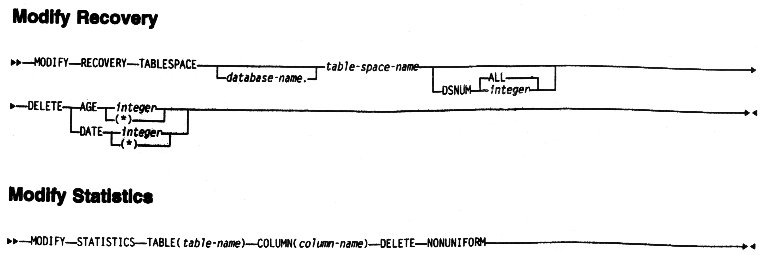 Modify Recovery
MODIFY RECOVERY TABLESPACE database-name. table-space-name DSNUM ALL integer
DELETE AGE integer (*)
DATE integer (*)
Modify Statistics
MODIFY STATISTICS TABLE(table-name) COLUMN(column-name) DELETE NONUNIFORM